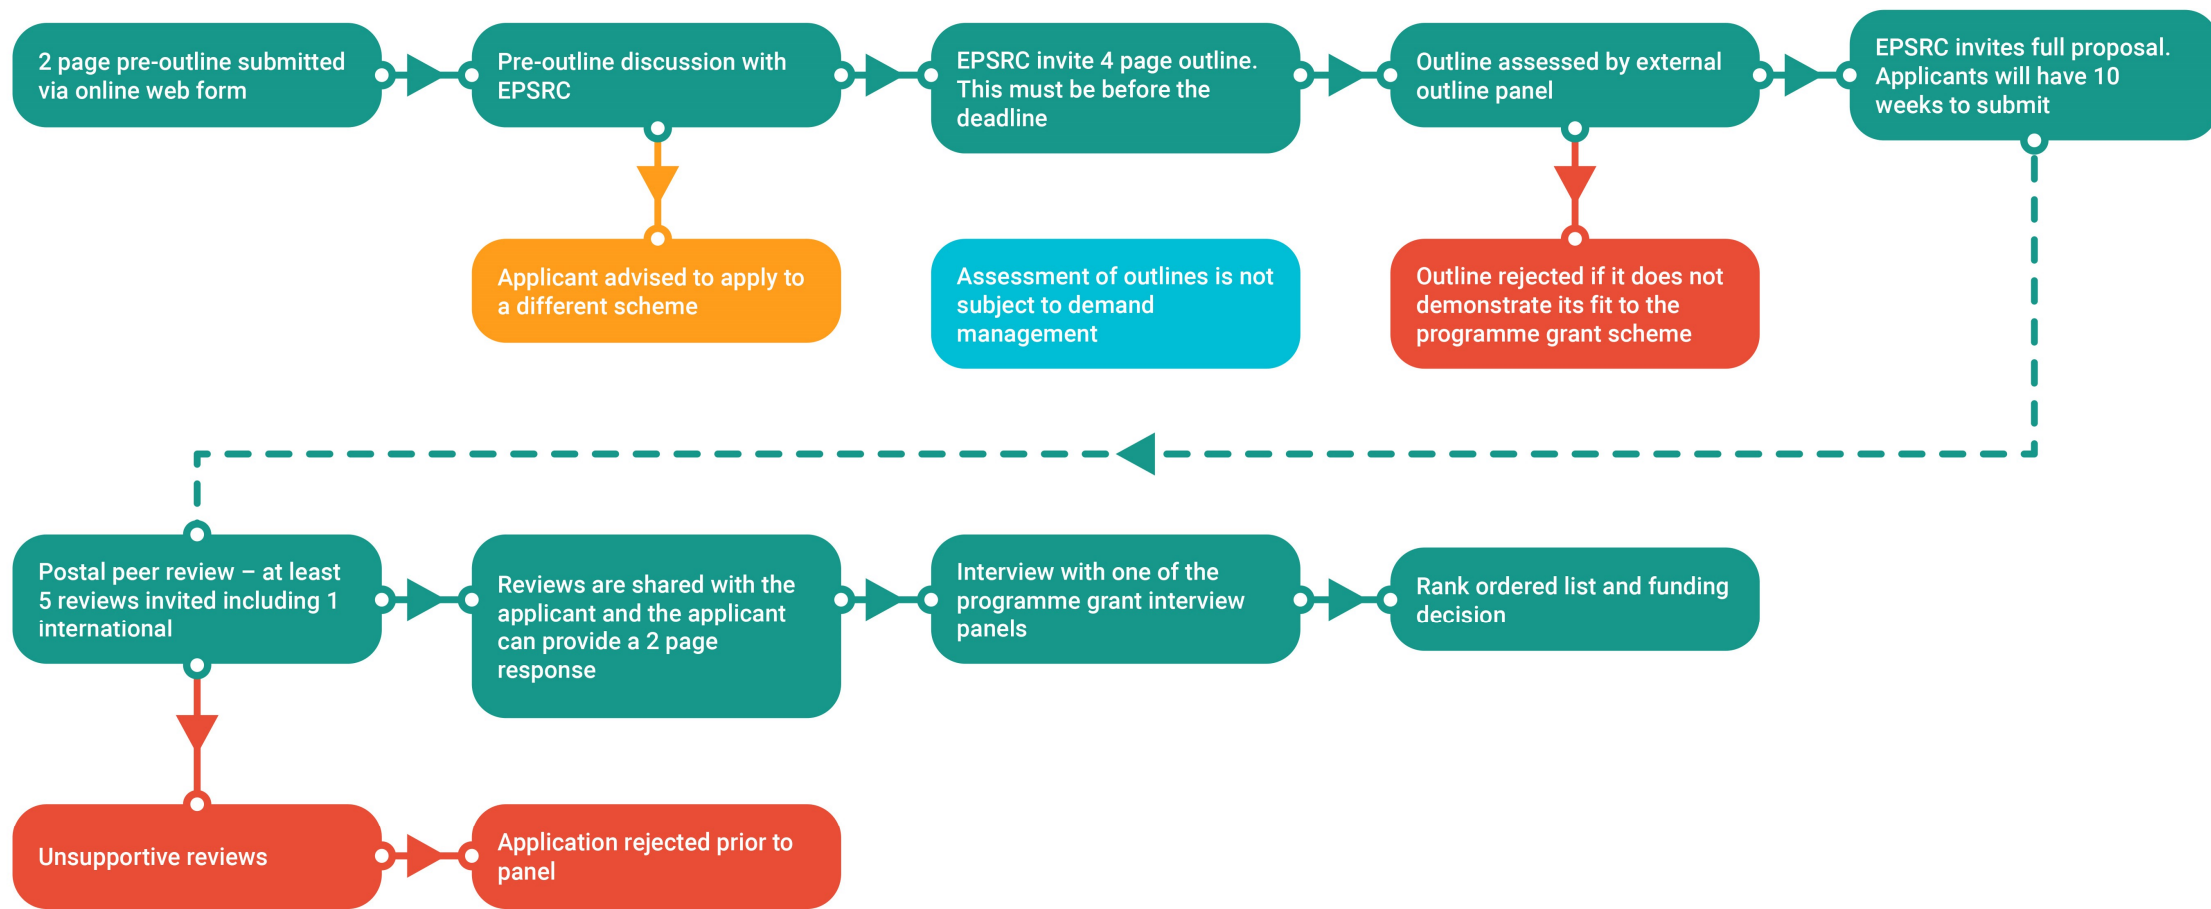 2 page pre-outline submitted
via online web form
Pre-outline discussion with
EPSRC
EPSRC invite 4 page outline.
This must be before the
deadline
Outline assessed by external
outline panel
EPSRC invites full proposal.
Applicants will have 10
weeks to submit
Applicant advised to apply to
a different scheme
Assessment of outlines is not
subject to demand
management
Outline rejected if it does not
demonstrate its fit to the
programme grant scheme
Postal peer review – at least
5 reviews invited including 1
international
Reviews are shared with the
applicant and the applicant
can provide a 2 page
response
Interview with one of the
programme grant interview
panels
Rank ordered list and funding
decision
Unsupportive reviews
Application rejected prior to
panel